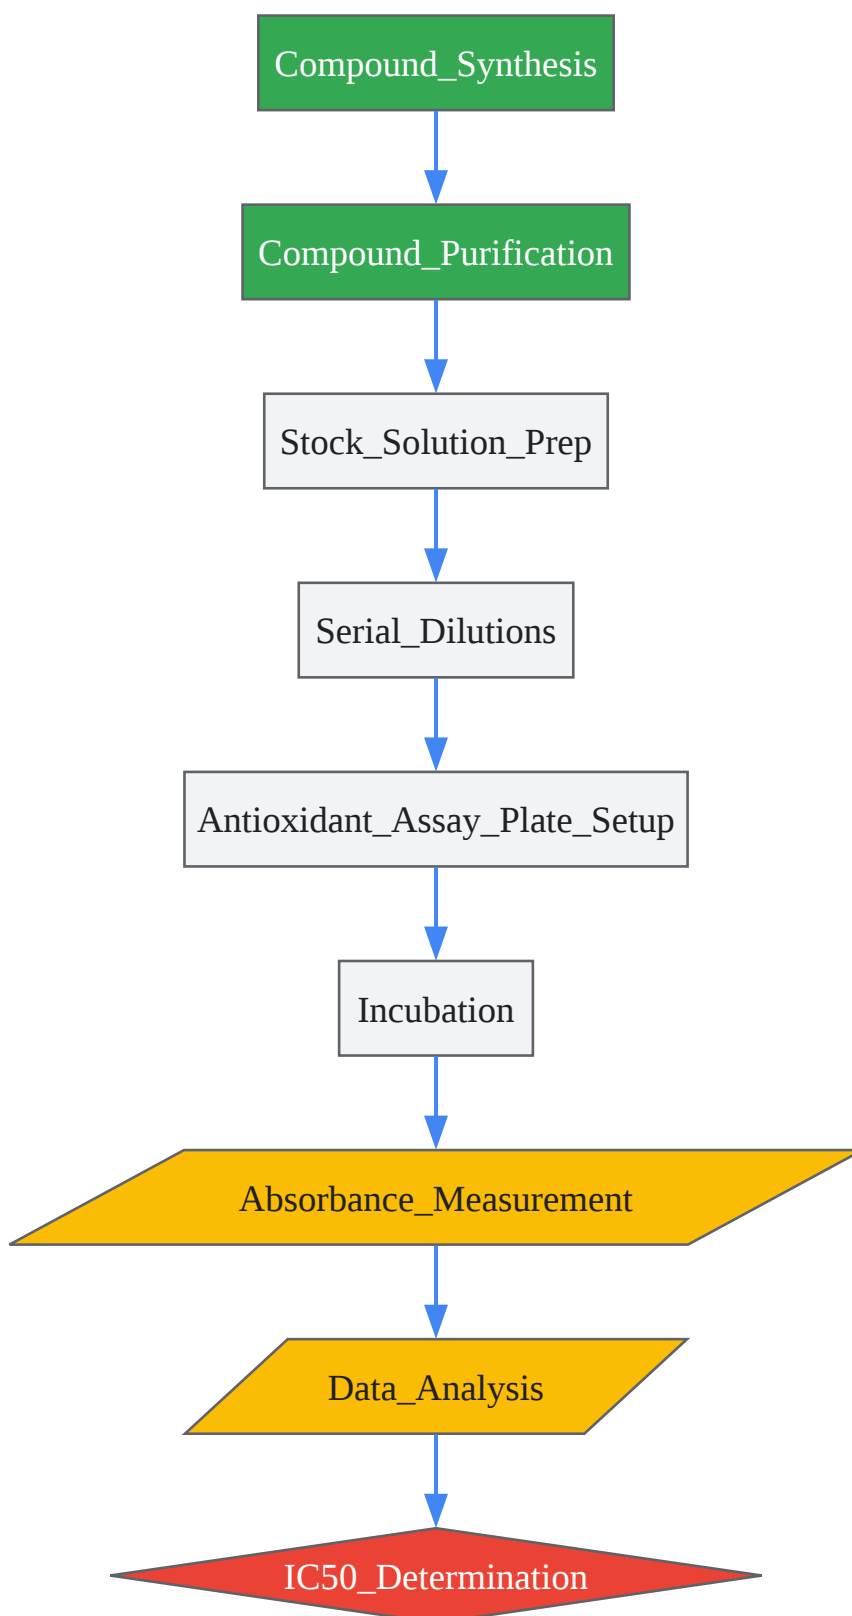 Compound_Synthesis
Compound_Purification
Stock_Solution_Prep
Serial_Dilutions
Antioxidant_Assay_Plate_Setup
Incubation
Absorbance_Measurement
Data_Analysis
IC50_Determination